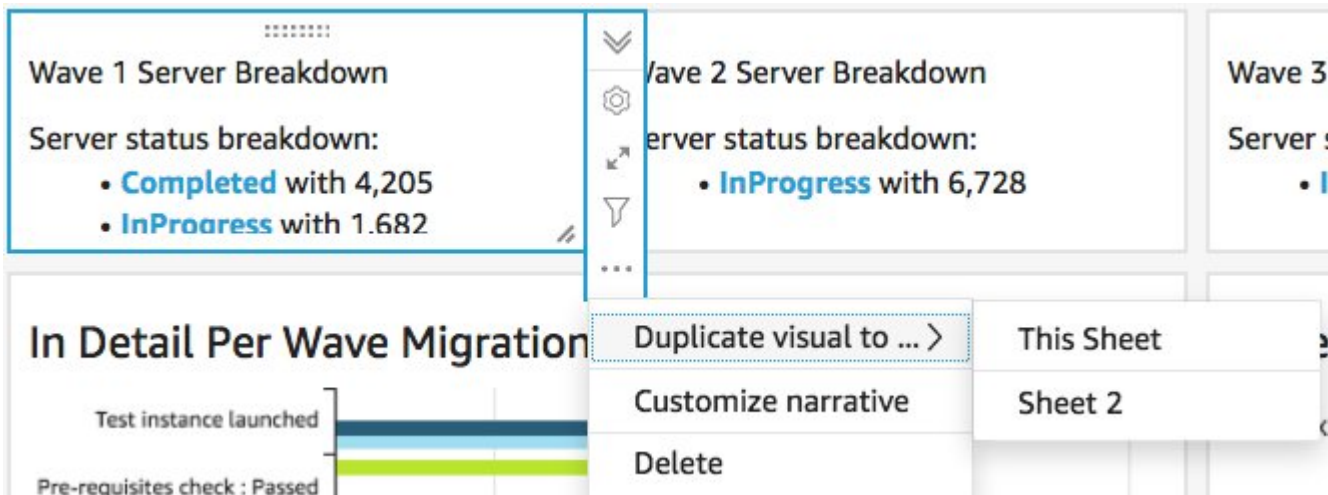 Wave 1 Server Breakdown
Server status breakdown:
• Completed with 4,205
• InProgress with 1,682
Wave 2 Server Breakdown
erver status breakdown:
• InProgress with 6,728
Wave 3
Server
In Detail Per Wave Migration
Test instance launched
Pre-requisites check : Passed
Duplicate visual to ...
Customize narrative
Delete
This Sheet
Sheet 2